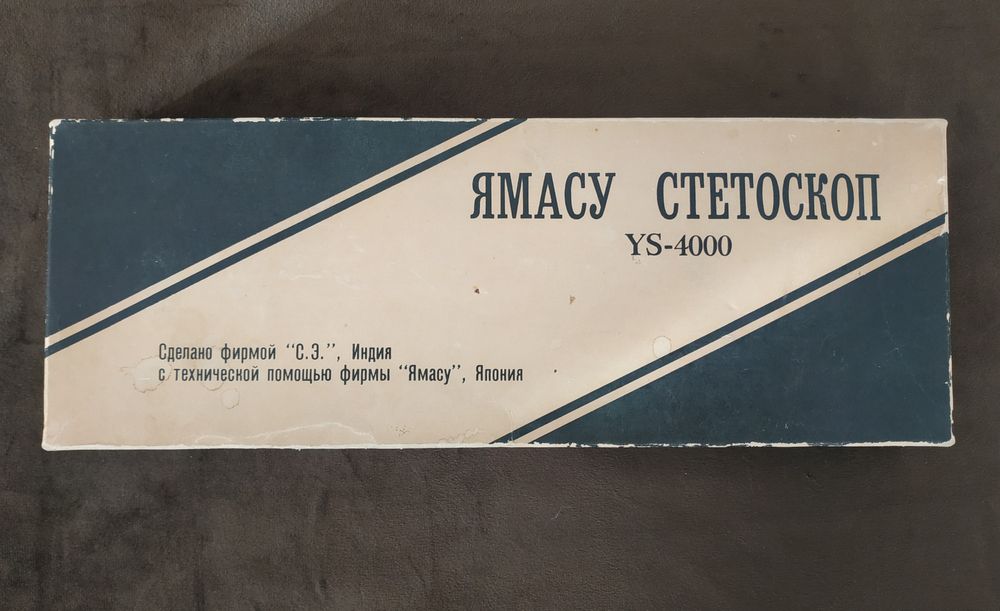 ЯМАСУ СТЕТОСКОП
YS-4000
Сделано фирмой “С.Э.”, Индия
с технической помощью фирмы “Ямасу”, Япония